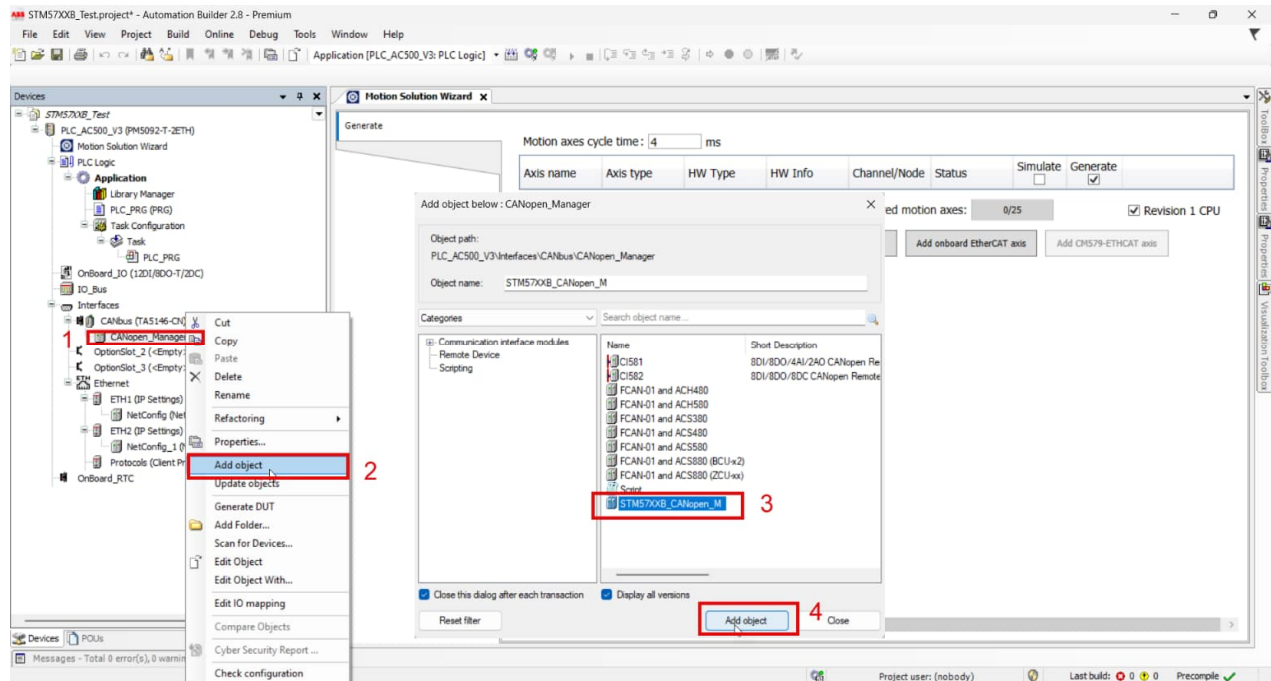 ABB STM57XXB_Test.project* - Automation Builder 2.8 - Premium
File Edit View Project Build Online Debug Tools Window Help
Application [PLC_AC500_V3: PLC Logic]
Devices
STM57XXB_Test
PLC_AC500_V3 (PM5092-T-2ETH)
Motion Solution Wizard
PLC Logic
Application
Library Manager
PLC_PRG (PRG)
Task Configuration
Task
PLC_PRG
OnBoard_IO (12DI/8DO-T/2DC)
IO_Bus
Interfaces
CANbus (TA5146-CN)
1
CANopen_Manager
OptionSlot_2 (<Empty>
OptionSlot_3 (<Empty>
ETH
Ethernet
ETH1 (IP Settings)
NetConfig (Net
ETH2 (IP Settings)
NetConfig_1 (N
Protocols (Client Pr
OnBoard_RTC
Devices POUs
Messages - Total 0 error(s), 0 warnin
Cut
Copy
Paste
Delete
Rename
Refactoring
Properties...
Add object
2
Update objects
Generate DUT
Add Folder...
Scan for Devices...
Edit Object
Edit Object With...
Edit IO mapping
Compare Objects
Cyber Security Report ...
Check configuration
Motion Solution Wizard
Generate
Motion axes cycle time: 4 ms
Axis name Axis type HW Type HW Info Channel/Node Status Simulate Generate
ed motion axes: 0/25 Revision 1 CPU
Add onboard EtherCAT axis Add CM579-ETHCAT axis
Add object below : CANopen_Manager
Object path:
PLC_AC500_V3\Interfaces\CANbus\CANopen_Manager
Object name: STM57XXB_CANopen_M
Categories
Search object name...
Communication interface modules
Remote Device
Scripting
Name Short Description
CI581 8DI/8DO/4AI/2AO CANopen Re
CI582 8DI/8DO/8DC CANopen Remote
FCAN-01 and ACH480
FCAN-01 and ACH580
FCAN-01 and ACS380
FCAN-01 and ACS480
FCAN-01 and ACS580
FCAN-01 and ACS880 (BCU-x2)
FCAN-01 and ACS880 (ZCU-xx)
Script
STM57XXB_CANopen_M
3
Close this dialog after each transaction Display all versions
Reset filter Add object 4 Close
ToolBox
Properties
Properties
Visualization Toolbox
Project user: (nobody) Last build: 0 0 Precompile